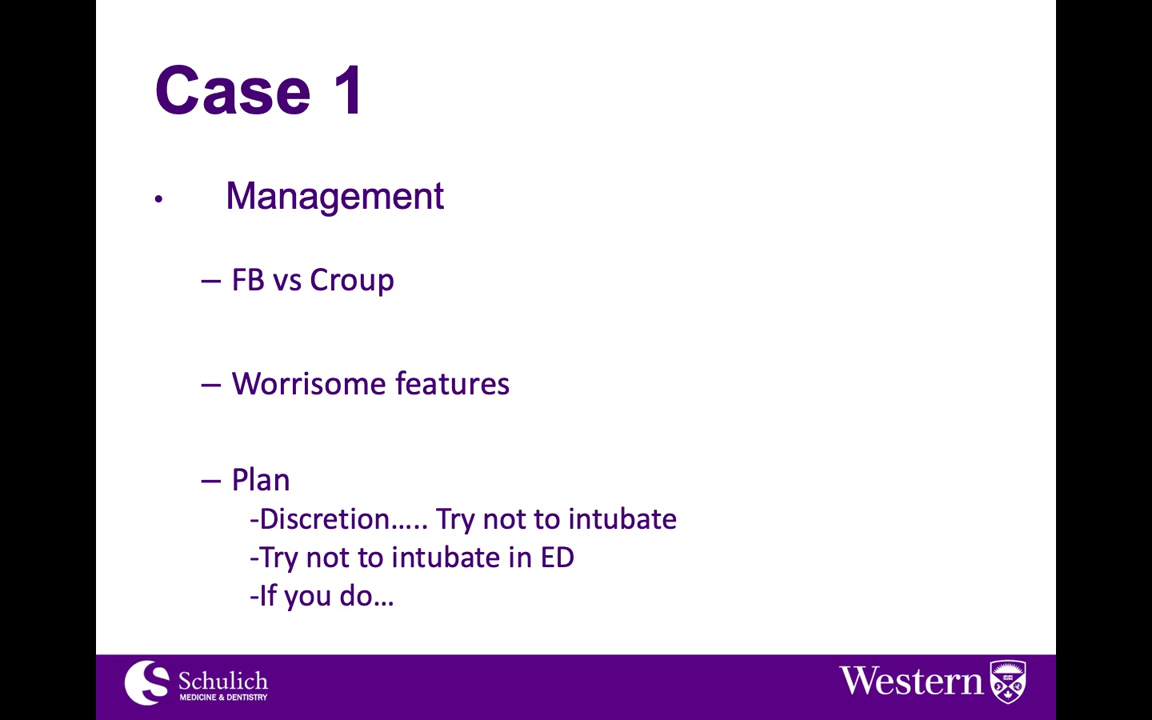 Case 1
• Management
– FB vs Croup
– Worrisome features
– Plan
-Discretion..... Try not to intubate
-Try not to intubate in ED
-If you do...
Schulich
MEDICINE & DENTISTRY
Western